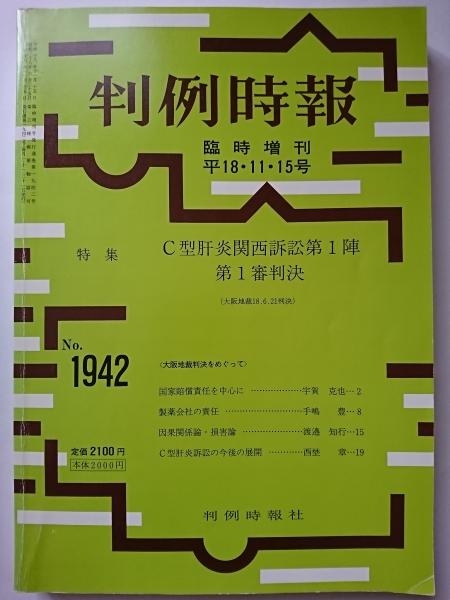 判例時報
臨時増刊
平18・11・15号
特集
C型肝炎関西訴訟第1陣
第1審判決
(大阪地裁18.6.21判決)
No.
1942
〈大阪地裁判決をめぐって〉
国家賠償責任を中心に ……………… 宇賀 克也…2
製薬会社の責任 …………………… 手嶋 豊…8
因果関係論・損害論 ……………… 渡邉 知行…15
C型肝炎訴訟の今後の展開 ………… 西埜 章…19
定価 2100円
本体2000円
判例時報社